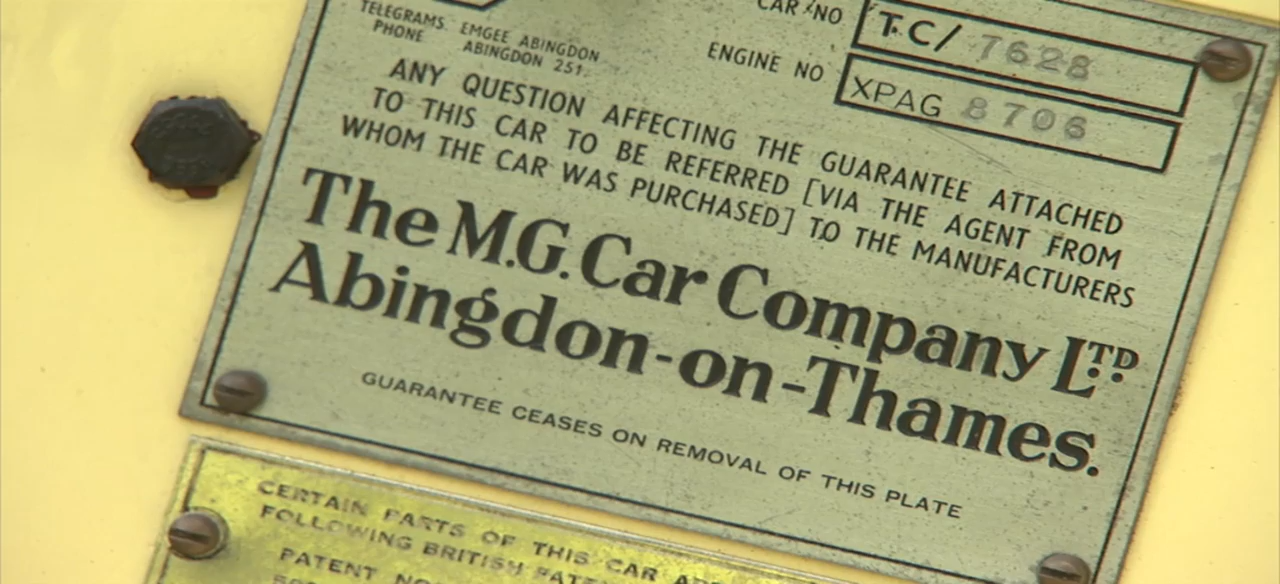 CAR NO T.C/ 7628
TELEGRAMS EMGEE ABINGDON
PHONE ABINGDON 251.
ENGINE NO XPAG 8706
ANY QUESTION AFFECTING THE GUARANTEE ATTACHED
TO THIS CAR TO BE REFERRED [VIA THE AGENT FROM
WHOM THE CAR WAS PURCHASED] TO THE MANUFACTURERS
The M.G. Car Company LTD
Abingdon-on-Thames.
GUARANTEE CEASES ON REMOVAL OF THIS PLATE
CERTAIN PARTS OF THIS CAR
FOLLOWING BRITISH
PATENT